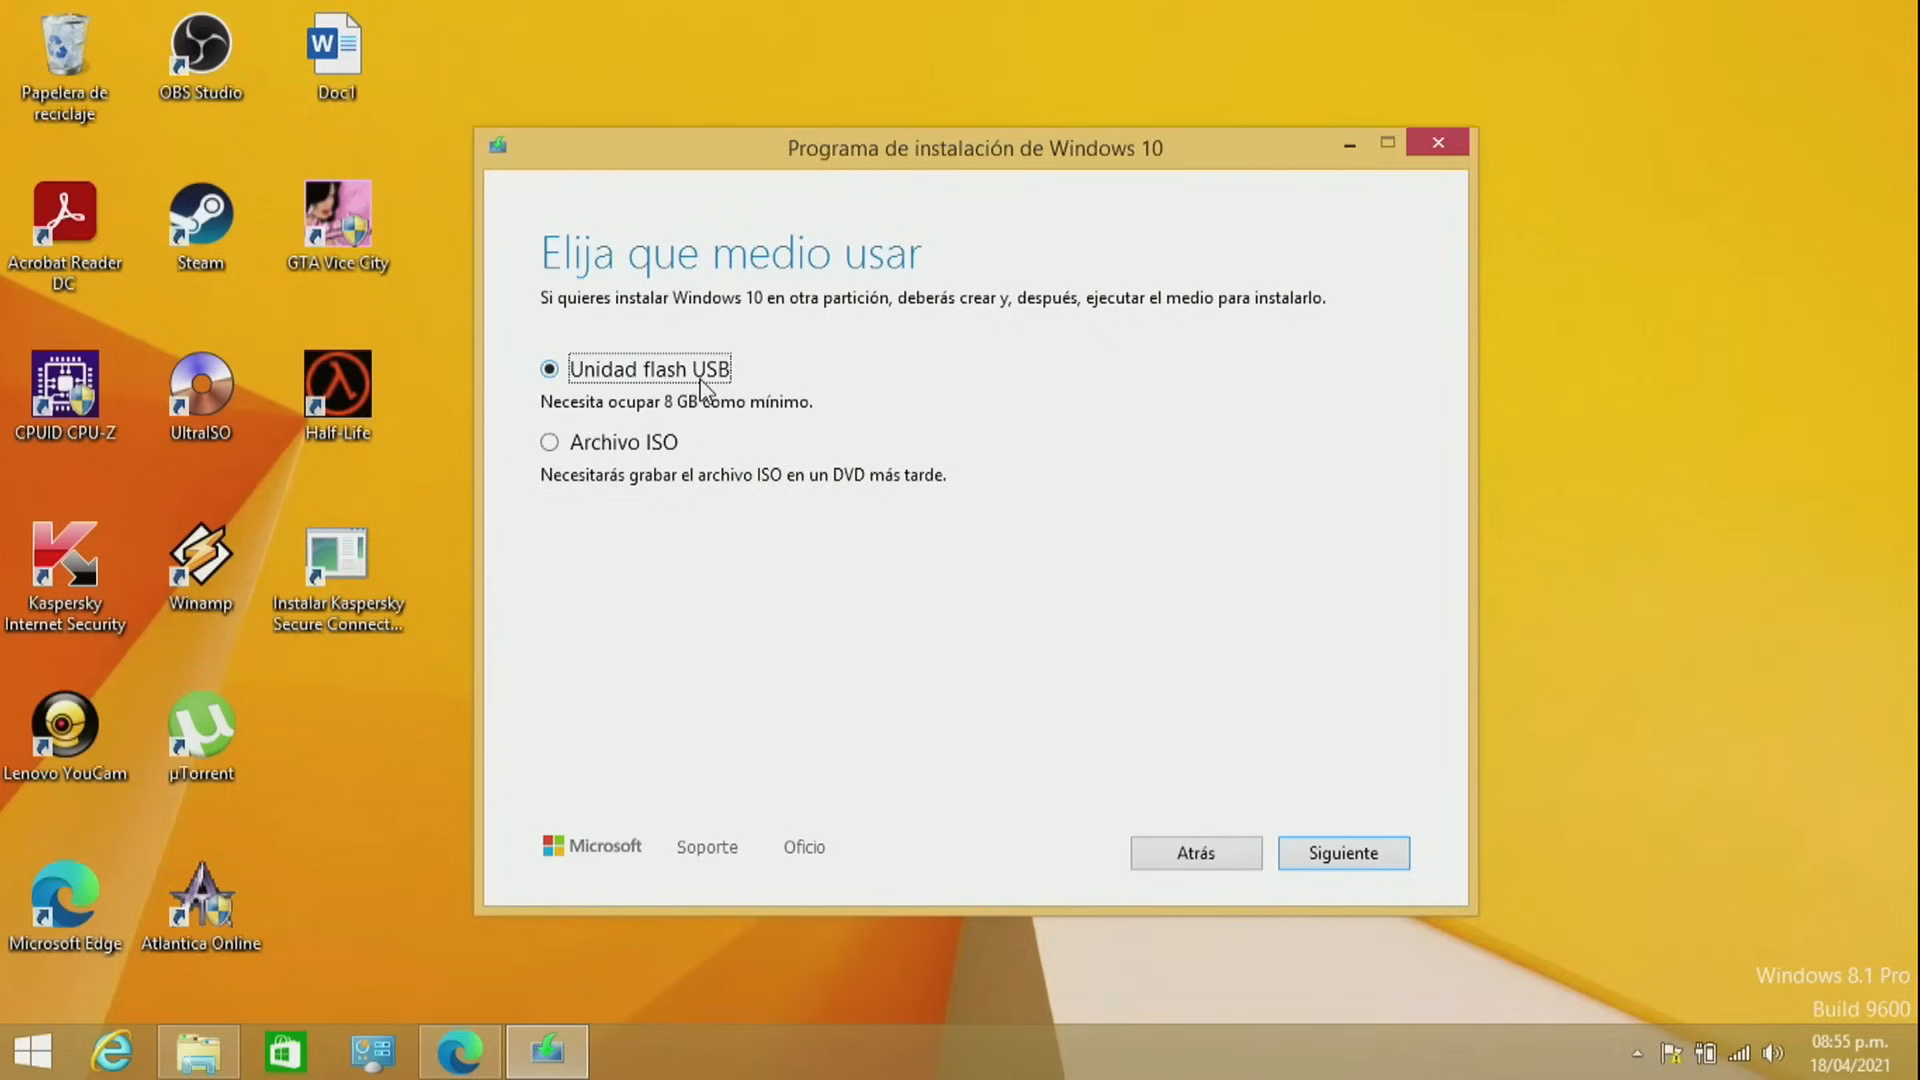 Papelera de
reciclaje
OBS Studio
Doc1
Acrobat Reader
DC
Steam
GTA Vice City
CPUID CPU-Z
UltraISO
Half-Life
Kaspersky
Internet Security
Winamp
Instalar Kaspersky
Secure Connect...
Lenovo YouCam
µTorrent
Microsoft Edge
Atlantica Online
Programa de instalación de Windows 10
Elija que medio usar
Si quieres instalar Windows 10 en otra partición, deberás crear y, después, ejecutar el medio para instalarlo.
Unidad flash USB
Necesita ocupar 8 GB como mínimo.
Archivo ISO
Necesitarás grabar el archivo ISO en un DVD más tarde.
Microsoft
Soporte
Oficio
Atrás
Siguiente
Windows 8.1 Pro
Build 9600
08:55 p.m.
18/04/2021